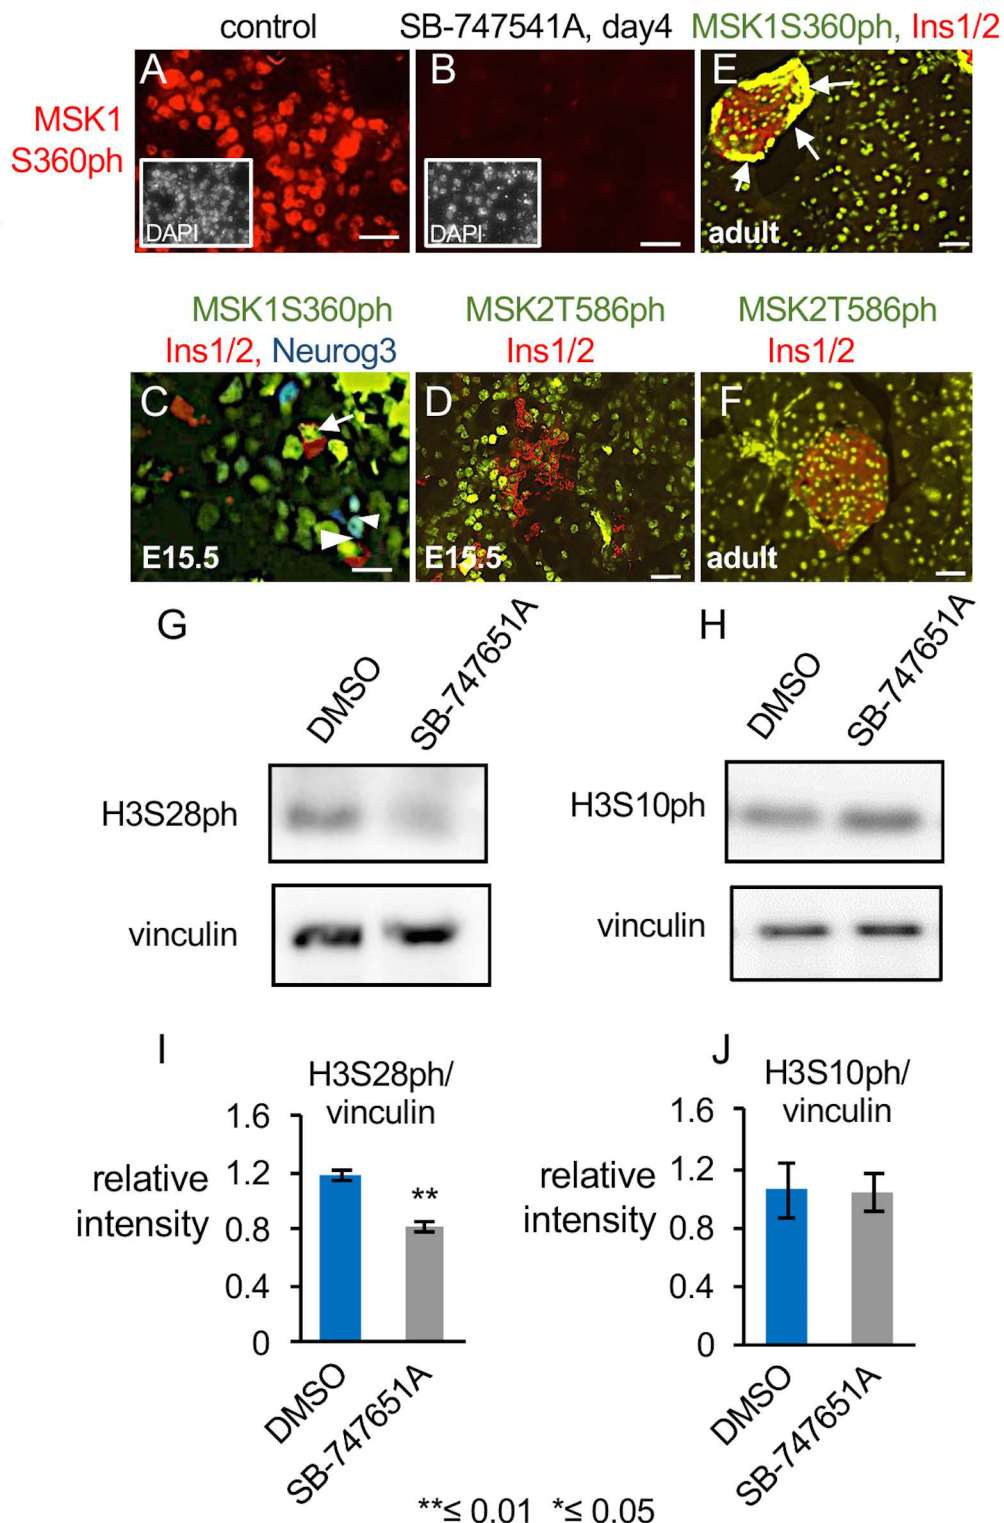 control
SB-747541A, day4
MSK1S360ph, Ins1/2
MSK1
S360ph
A
DAPI
B
DAPI
E
adult
MSK1S360ph
Ins1/2, Neurog3
MSK2T586ph
Ins1/2
MSK2T586ph
Ins1/2
C
E15.5
D
E15.5
F
adult
G
DMSO
SB-747651A
H3S28ph
vinculin
H
DMSO
SB-747651A
H3S10ph
vinculin
I
H3S28ph/
vinculin
relative
intensity
1.6
1.2
0.8
0.4
0
**
DMSO
SB-747651A
J
H3S10ph/
vinculin
relative
intensity
1.6
1.2
0.8
0.4
0
DMSO
SB-747651A
**≤ 0.01 *≤ 0.05